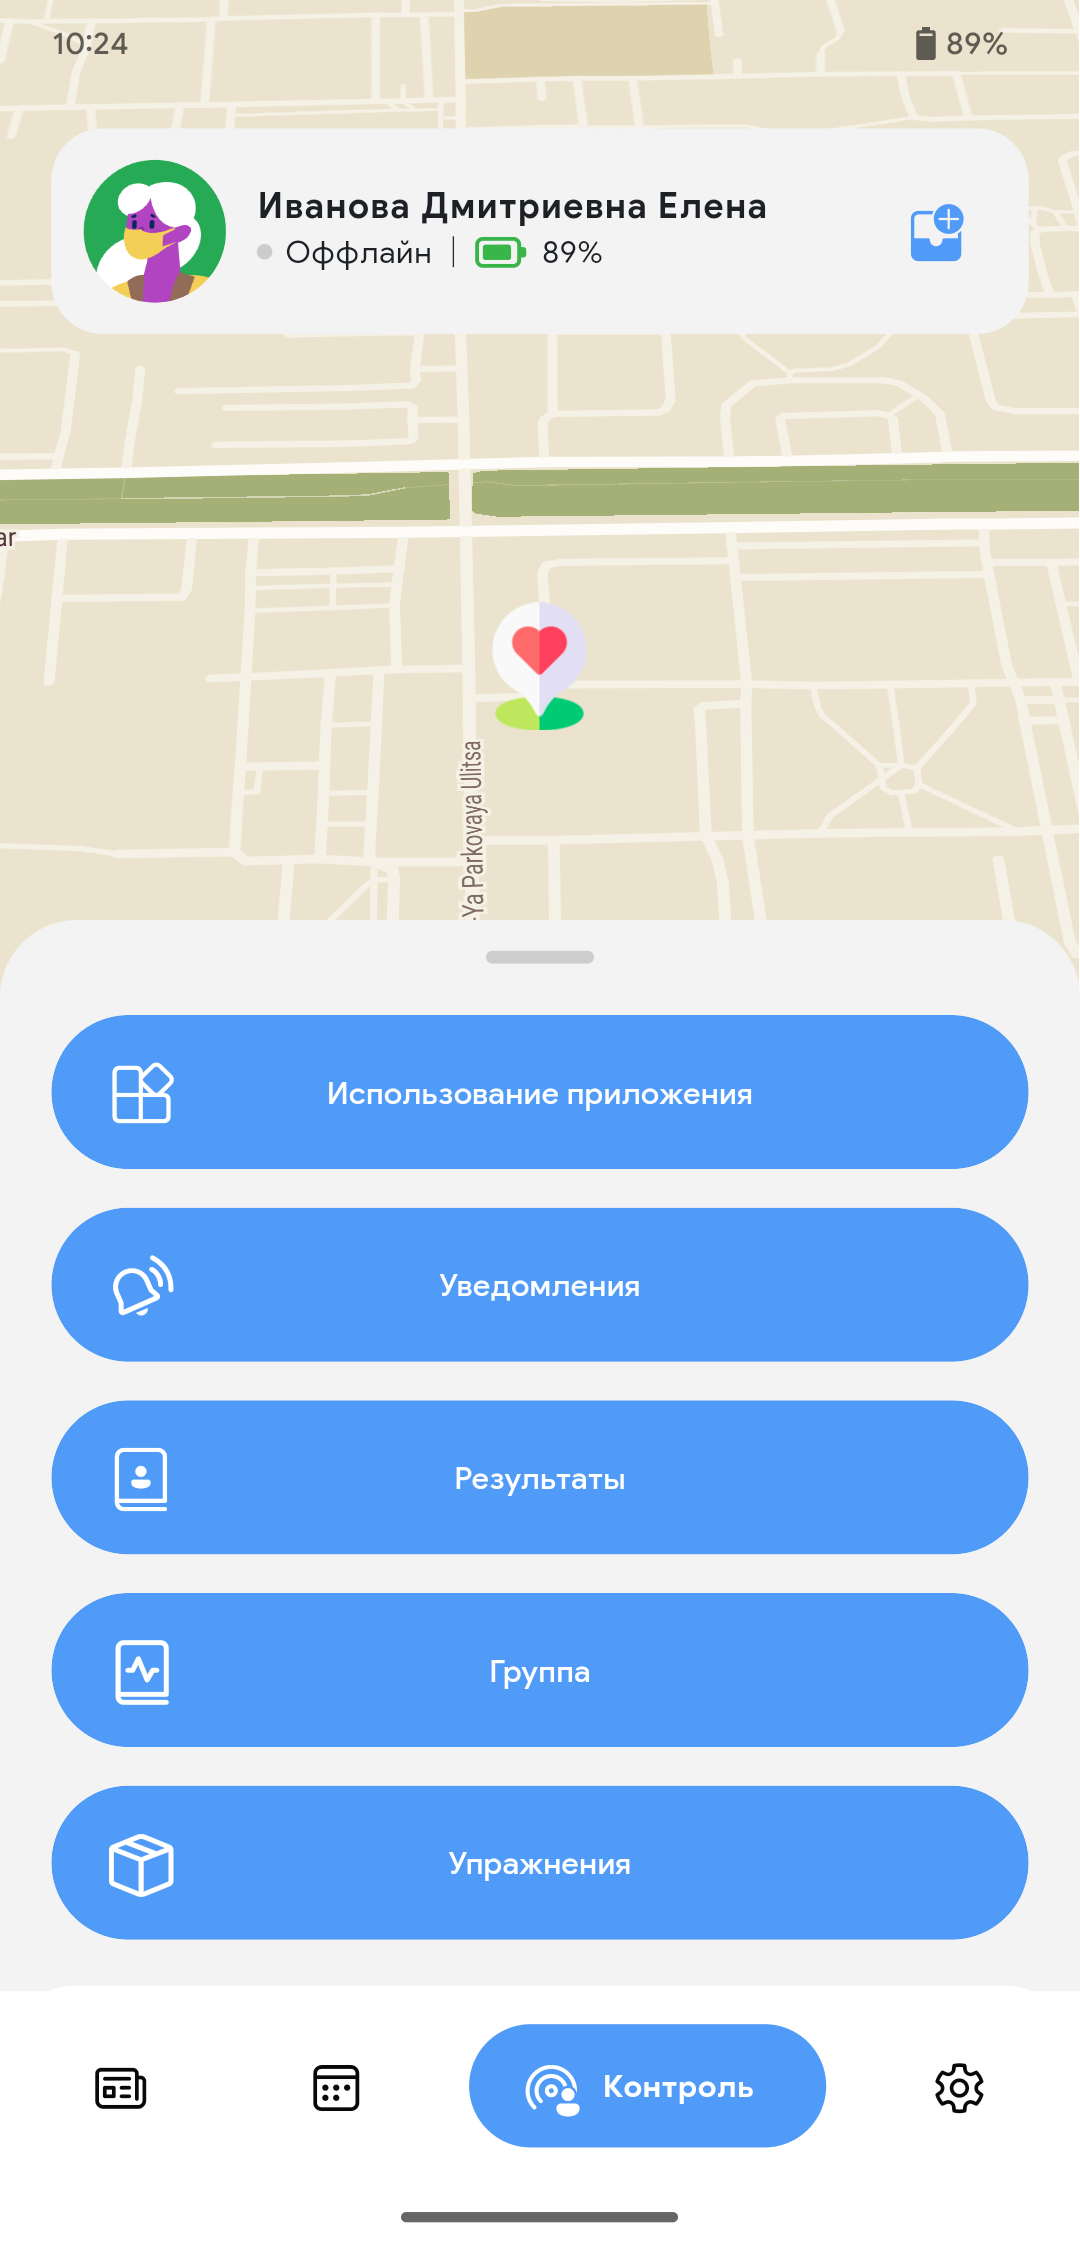 10:24
89%
Иванова Дмитриевна Елена
Оффлайн
89%
ar
-Ya Parkovaya Ulitsa
Использование приложения
Уведомления
Результаты
Группа
Упражнения
Контроль